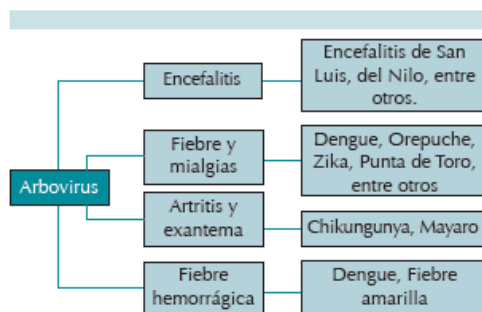 Arbovirus
Encefalitis
Encefalitis de San
Luis, del Nilo, entre
otros.
Fiebre y
mialgias
Dengue, Orepuche,
Zika, Punta de Toro,
entre otros
Artritis y
exantema
Chikungunya, Mayaro
Fiebre
hemorrágica
Dengue, Fiebre
amarilla